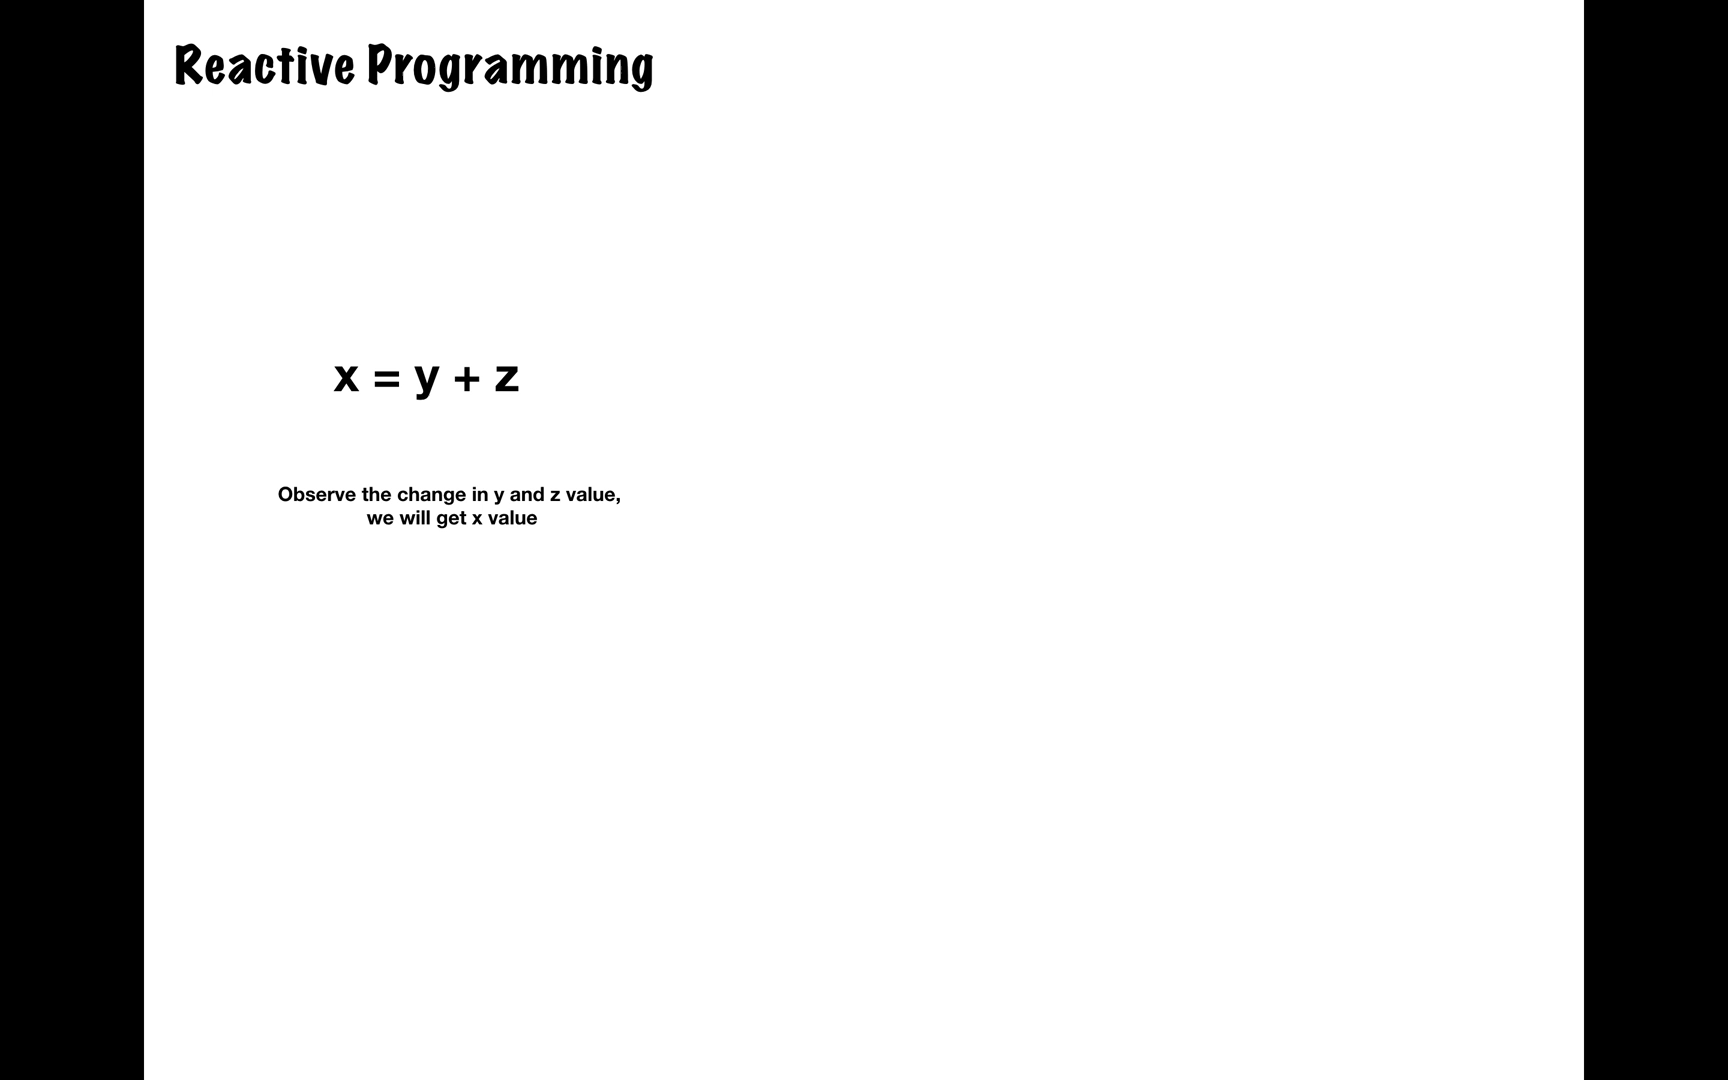 Reactive Programming
x = y + z
Observe the change in y and z value,
we will get x value